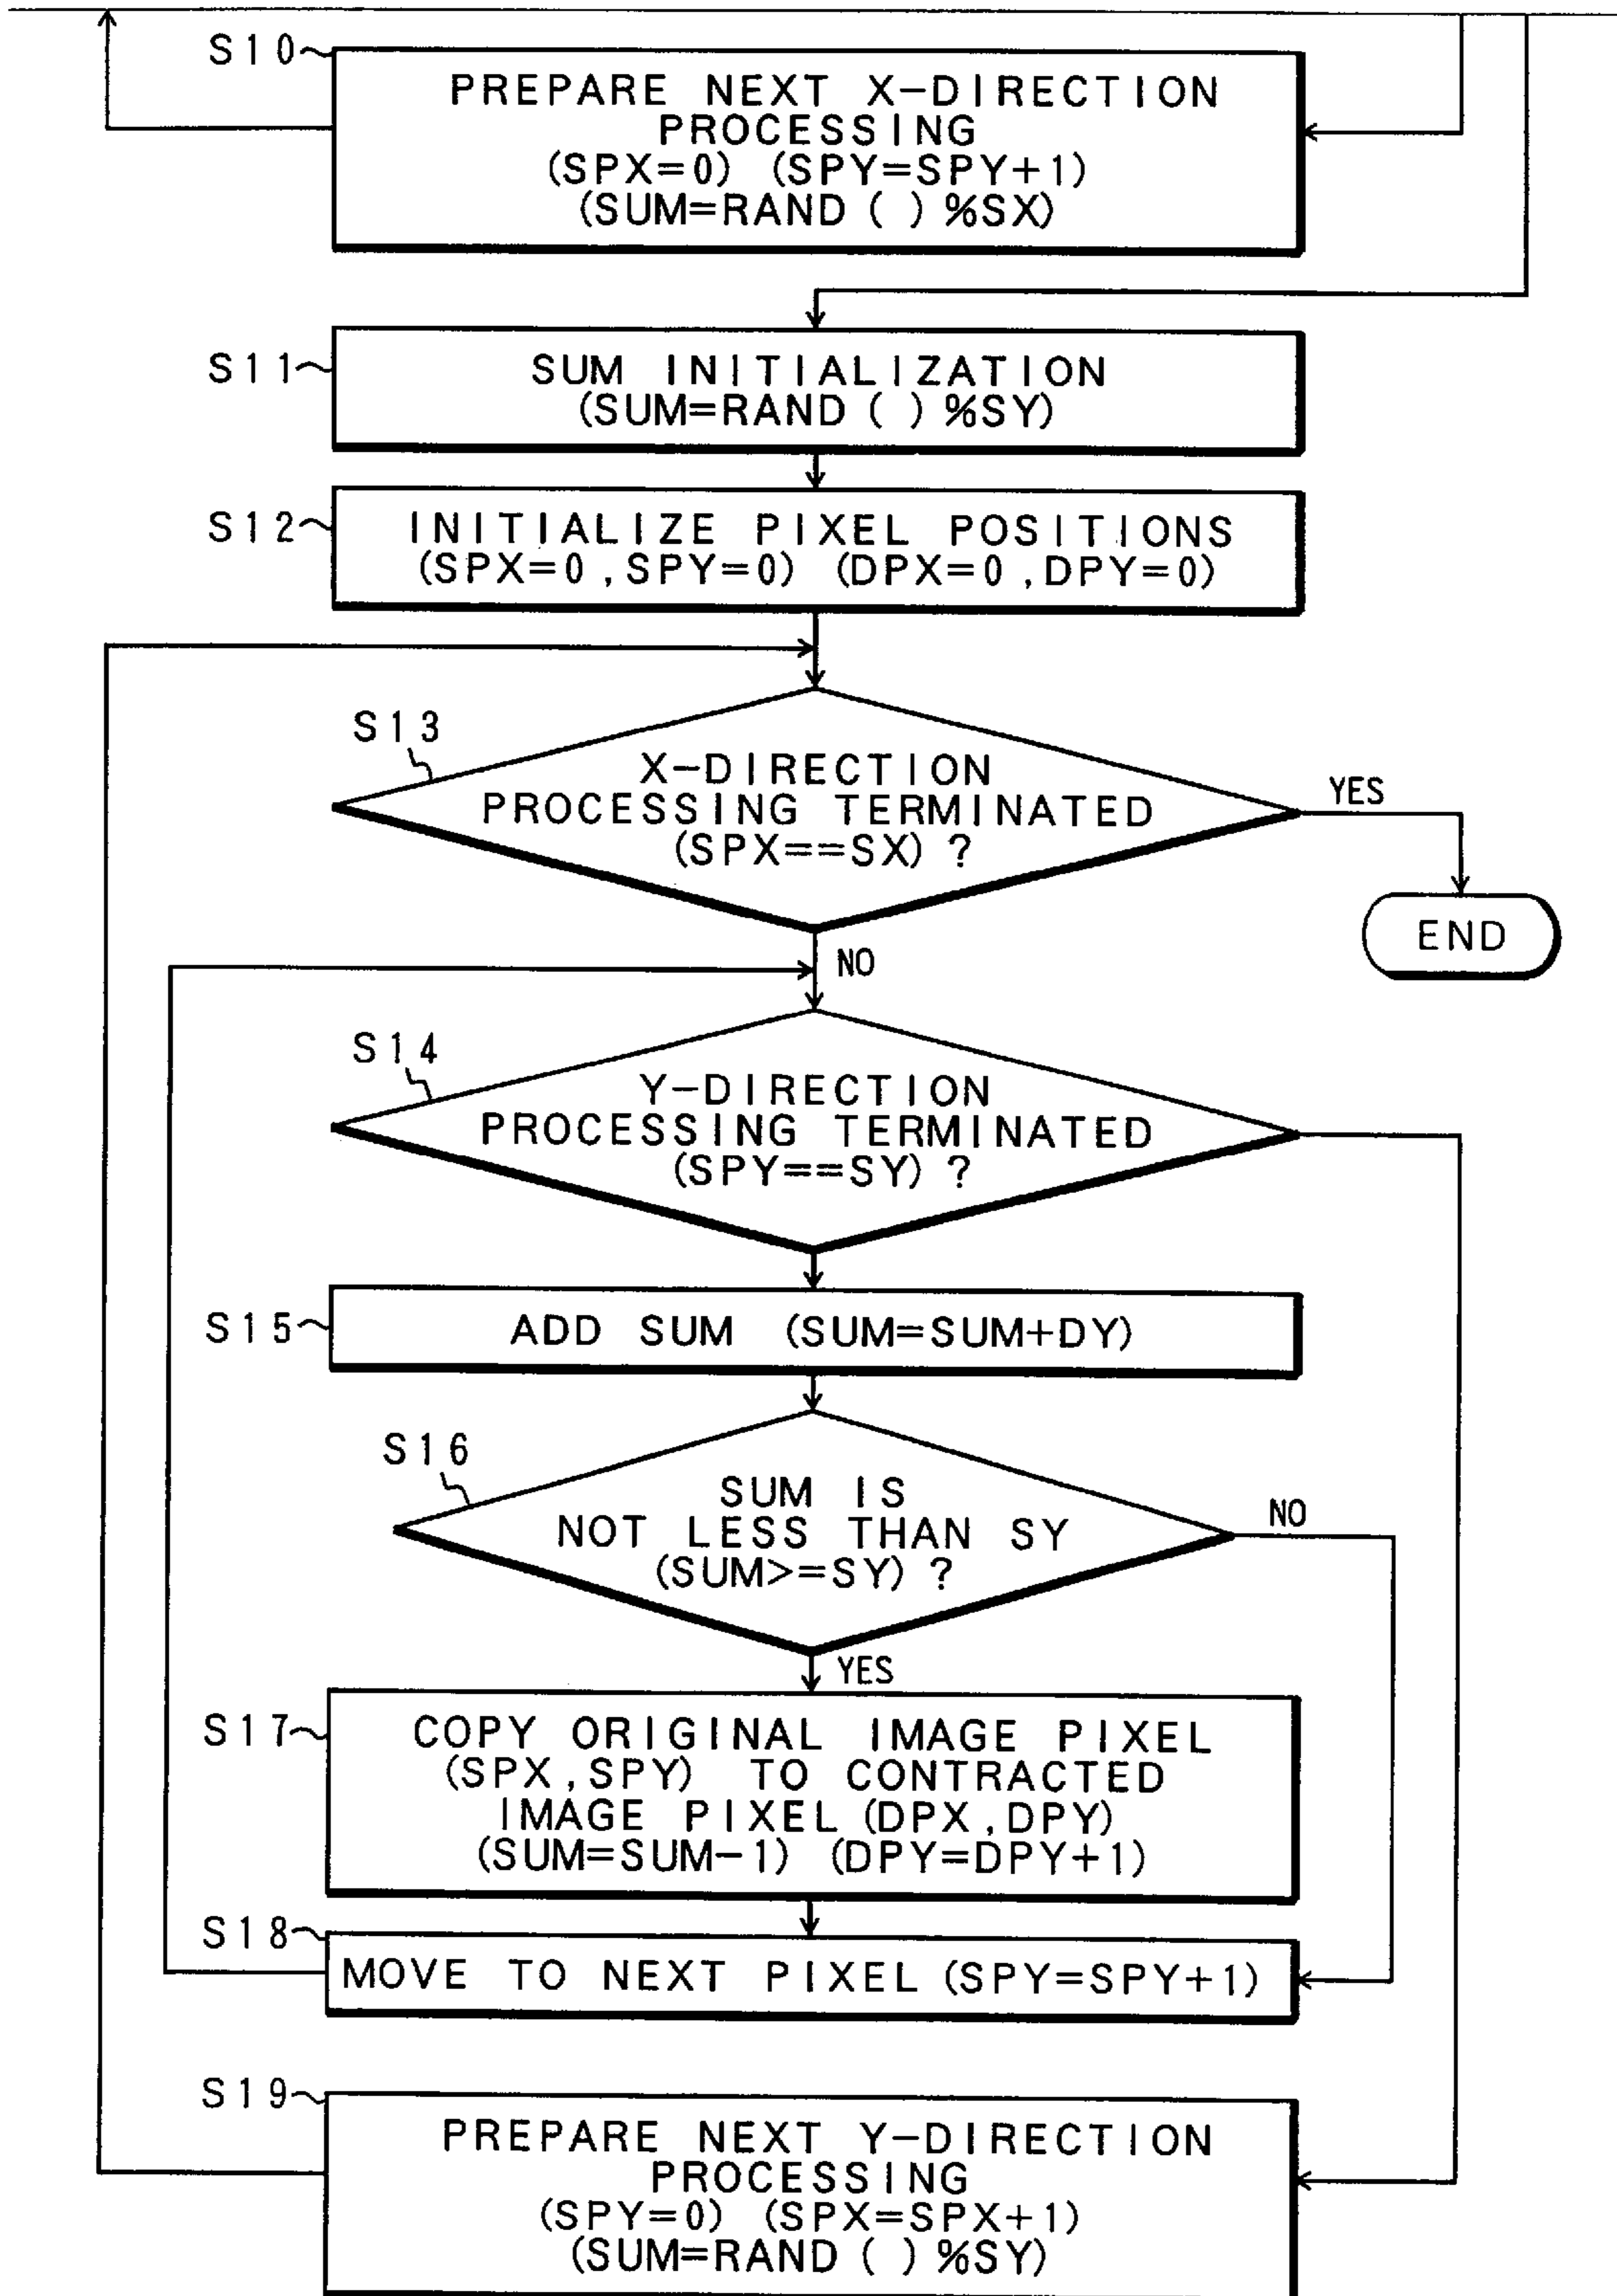 S10
PREPARE NEXT X-DIRECTION
PROCESSING
(SPX=0) (SPY=SPY+1)
(SUM=RAND ( ) %SX)
S11
SUM INITIALIZATION
(SUM=RAND ( ) %SY)
S12
INITIALIZE PIXEL POSITIONS
(SPX=0 ,SPY=0) (DPX=0 ,DPY=0)
S13
X-DIRECTION
PROCESSING TERMINATED
(SPX==SX) ?
YES
END
NO
S14
Y-DIRECTION
PROCESSING TERMINATED
(SPY==SY) ?
S15
ADD SUM (SUM=SUM+DY)
S16
SUM IS
NOT LESS THAN SY
(SUM>=SY) ?
NO
YES
S17
COPY ORIGINAL IMAGE PIXEL
(SPX ,SPY) TO CONTRACTED
IMAGE PIXEL (DPX ,DPY)
(SUM=SUM-1) (DPY=DPY+1)
S18
MOVE TO NEXT PIXEL (SPY=SPY+1)
S19
PREPARE NEXT Y-DIRECTION
PROCESSING
(SPY=0) (SPX=SPX+1)
(SUM=RAND ( ) %SY)